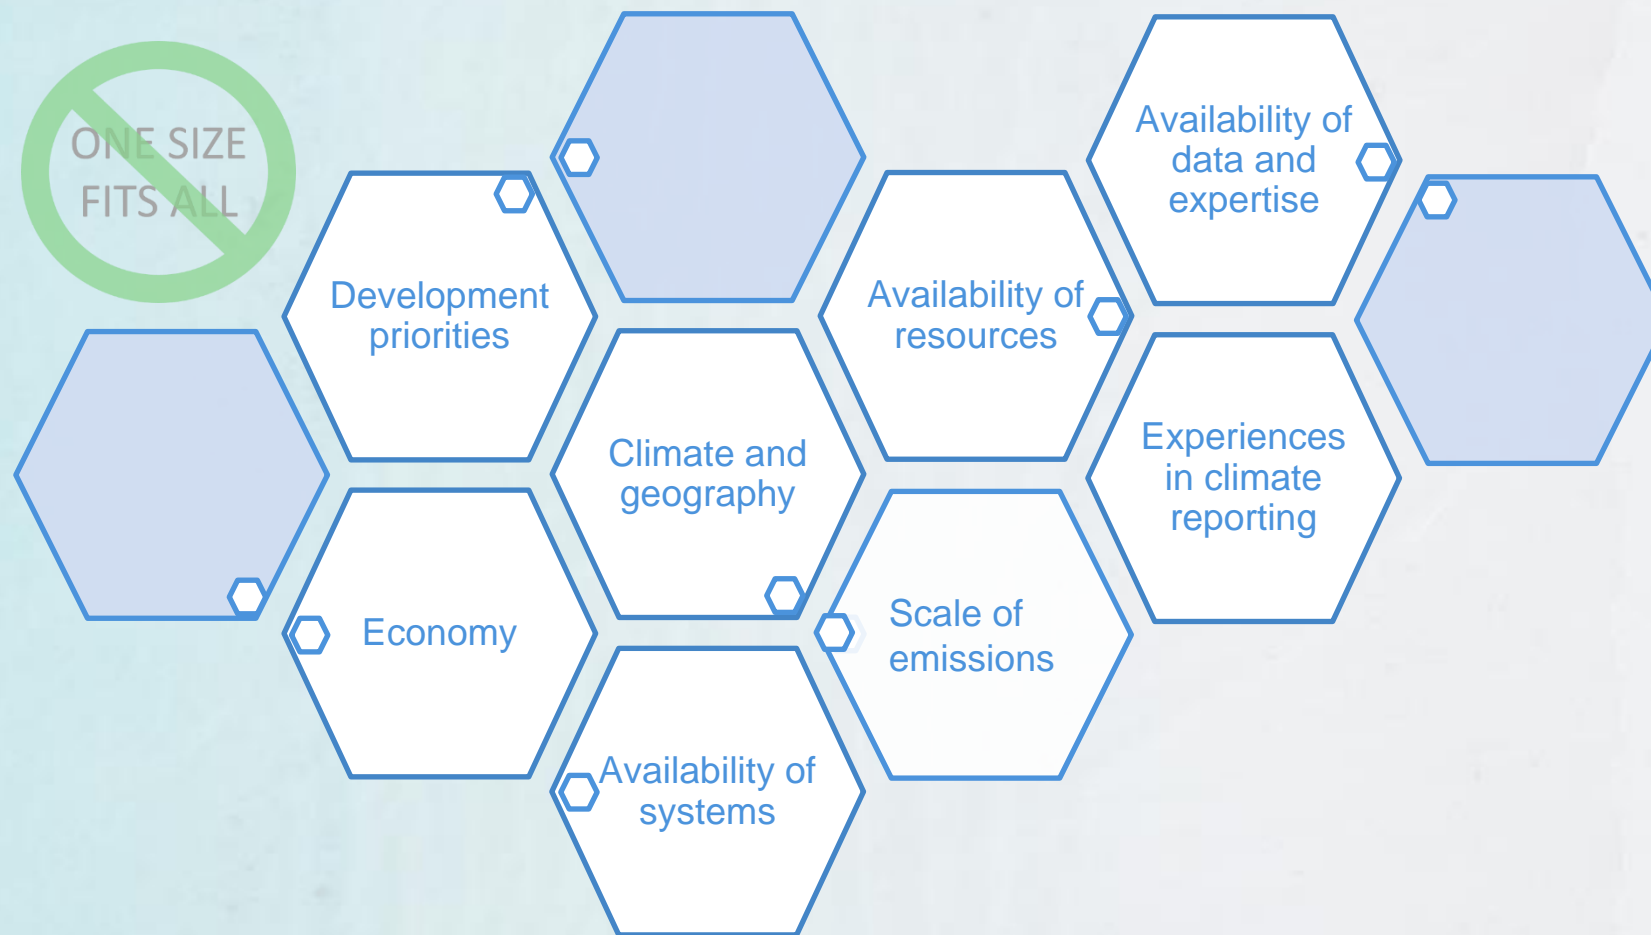 ONE SIZE
FITS ALL
Development
priorities
Economy
Climate and
geography
Availability of
systems
Availability of
resources
Scale of
emissions
Availability of
data and
expertise
Experiences
in climate
reporting